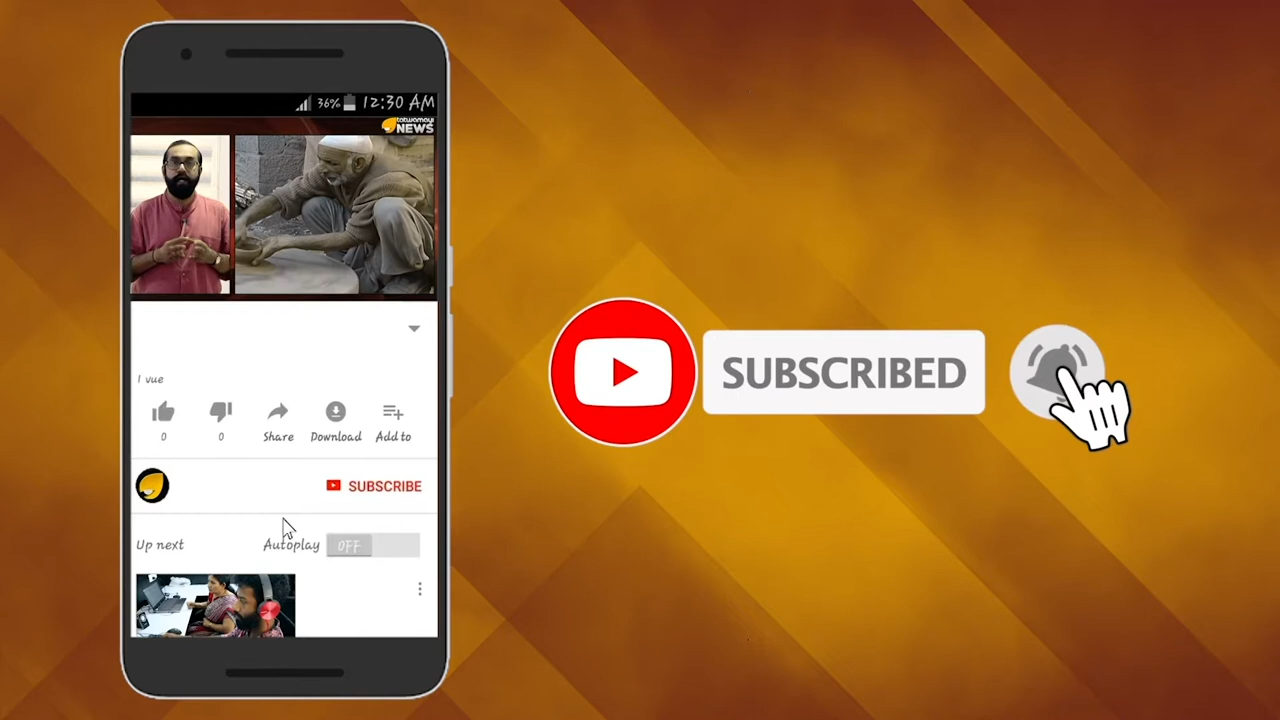 36% 12:30 AM
tatwamayi
NEWS
1 vue
0 0 Share Download Add to
SUBSCRIBE
Up next Autoplay OFF
SUBSCRIBED